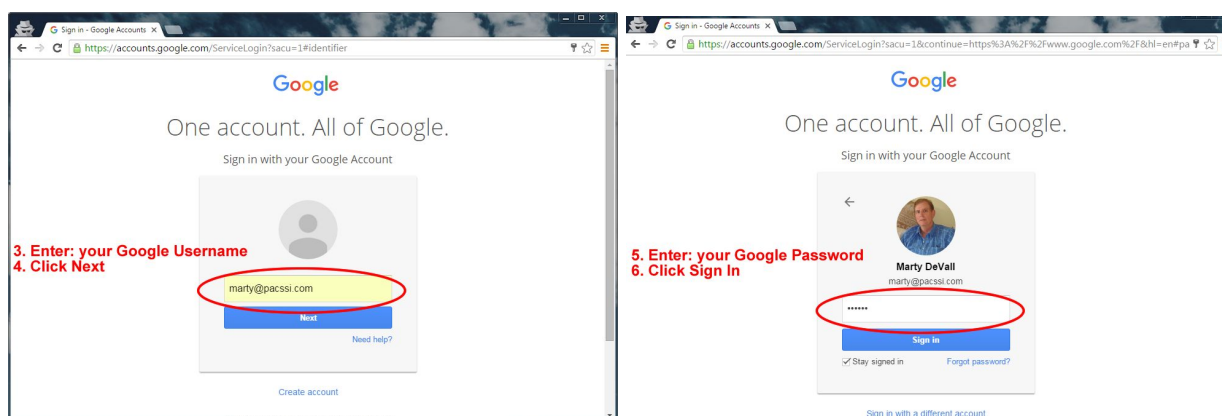 Sign in - Google Accounts
https://accounts.google.com/ServiceLogin?sacu=1#identifier
Google
One account. All of Google.
Sign in with your Google Account
3. Enter: your Google Username
4. Click Next
marty@pacssi.com
Next
Need help?
Create account
Sign in - Google Accounts
https://accounts.google.com/ServiceLogin?sacu=1&continue=https%3A%2F%2Fwww.google.com%2F&hl=en#pa
Google
One account. All of Google.
Sign in with your Google Account
5. Enter: your Google Password
6. Click Sign In
Marty DeVall
marty@pacssi.com
••••••
Sign in
Stay signed in Forgot password?
Sign in with a different account